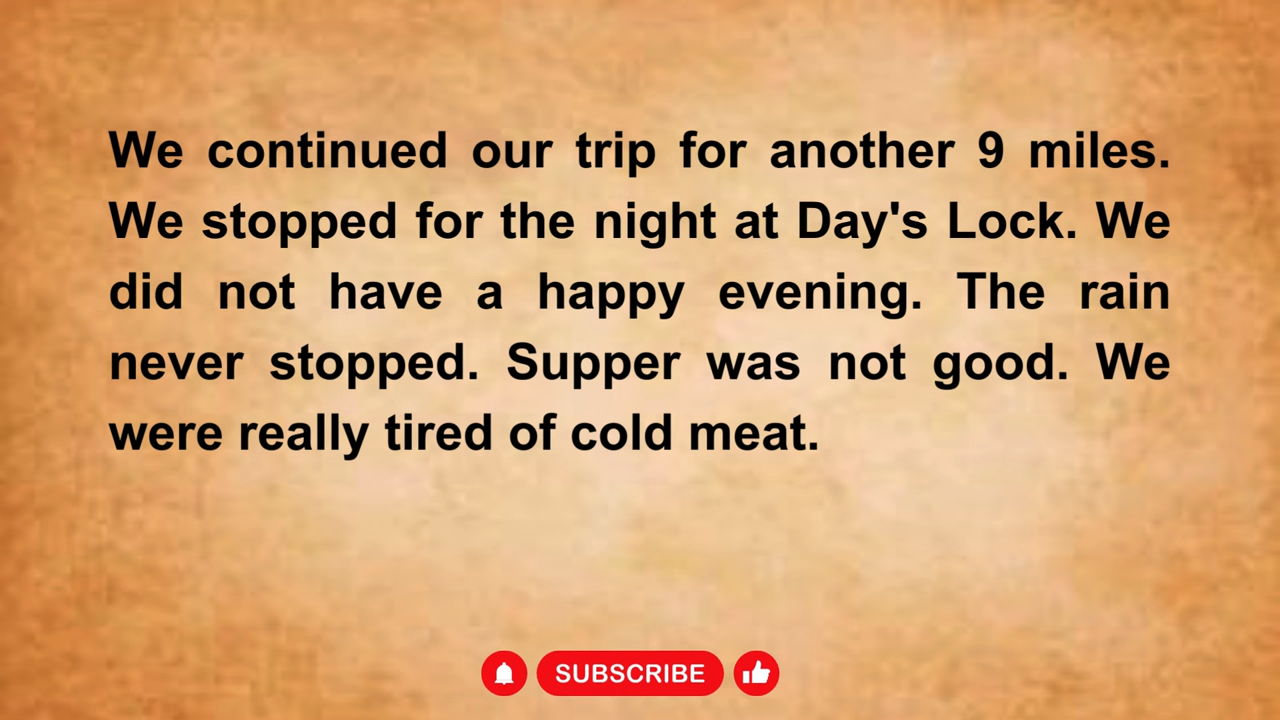 We continued our trip for another 9 miles.
We stopped for the night at Day's Lock. We
did not have a happy evening. The rain
never stopped. Supper was not good. We
were really tired of cold meat.
SUBSCRIBE